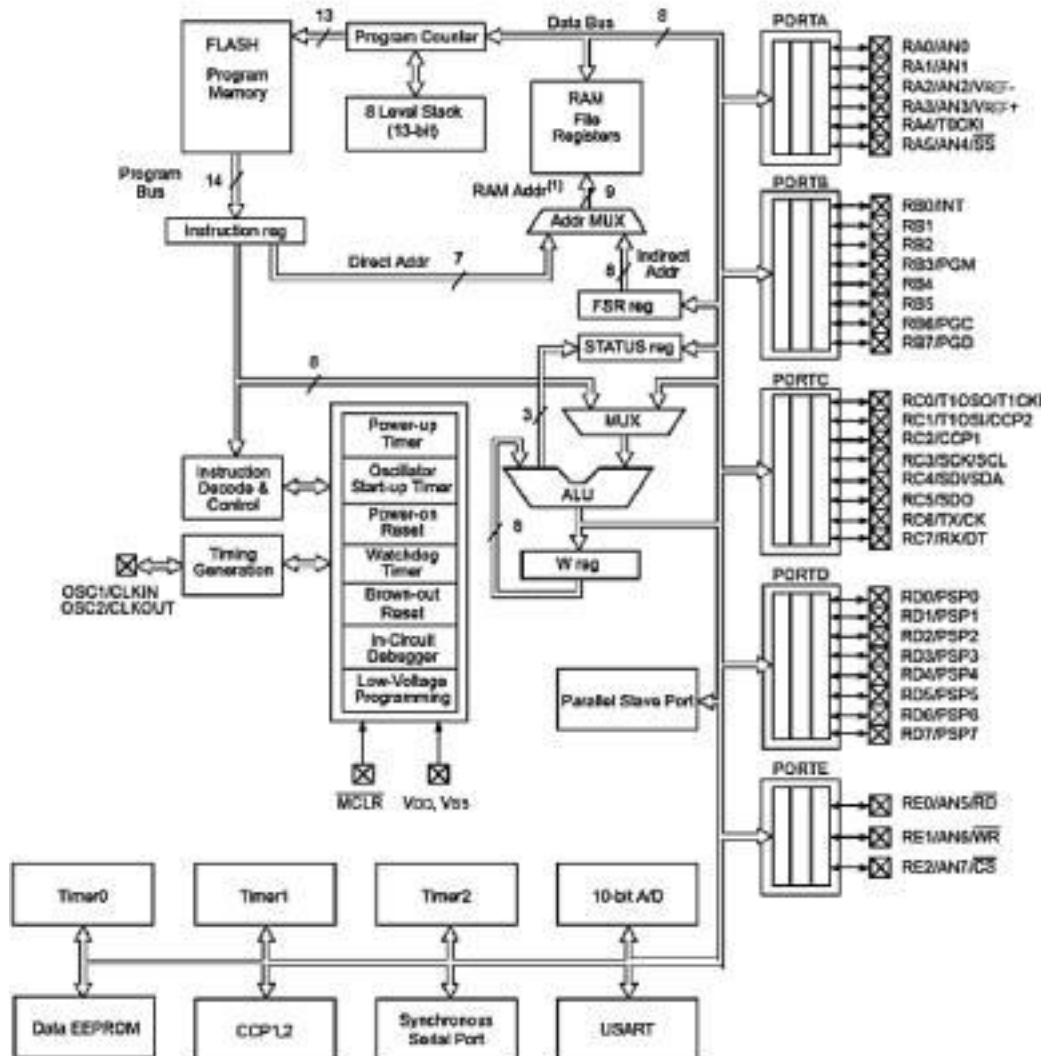 13
Data Bus
8
PORTA
FLASH
Program
Memory
Program Counter
8 Level Stack
(13-bit)
RAM
File
Registers
RA0/AN0
RA1/AN1
RA2/AN2/VREF-
RA3/AN3/VREF+
RA4/T0CKI
RA5/AN4/SS
Program
Bus
14
RAM Addr(1)
9
PORTB
Instruction reg
Addr MUX
Direct Addr
7
8
Indirect
Addr
FSR reg
STATUS reg
RB0/INT
RB1
RB2
RB3/PGM
RB4
RB5
RB6/PGC
RB7/PGD
8
3
MUX
PORTC
Power-up
Timer
Oscillator
Start-up Timer
Power-on
Reset
Watchdog
Timer
Brown-out
Reset
In-Circuit
Debugger
Low-Voltage
Programming
Instruction
Decode &
Control
Timing
Generation
OSC1/CLKIN
OSC2/CLKOUT
ALU
8
W reg
RC0/T1OSO/T1CKI
RC1/T1OSI/CCP2
RC2/CCP1
RC3/SCK/SCL
RC4/SDI/SDA
RC5/SDO
RC6/TX/CK
RC7/RX/DT
PORTD
RD0/PSP0
RD1/PSP1
RD2/PSP2
RD3/PSP3
RD4/PSP4
RD5/PSP5
RD6/PSP6
RD7/PSP7
Parallel Slave Port
MCLR
VDD, VSS
PORTE
RE0/AN5/RD
RE1/AN6/WR
RE2/AN7/CS
Timer0
Timer1
Timer2
10-bit A/D
Data EEPROM
CCP1,2
Synchronous
Serial Port
USART